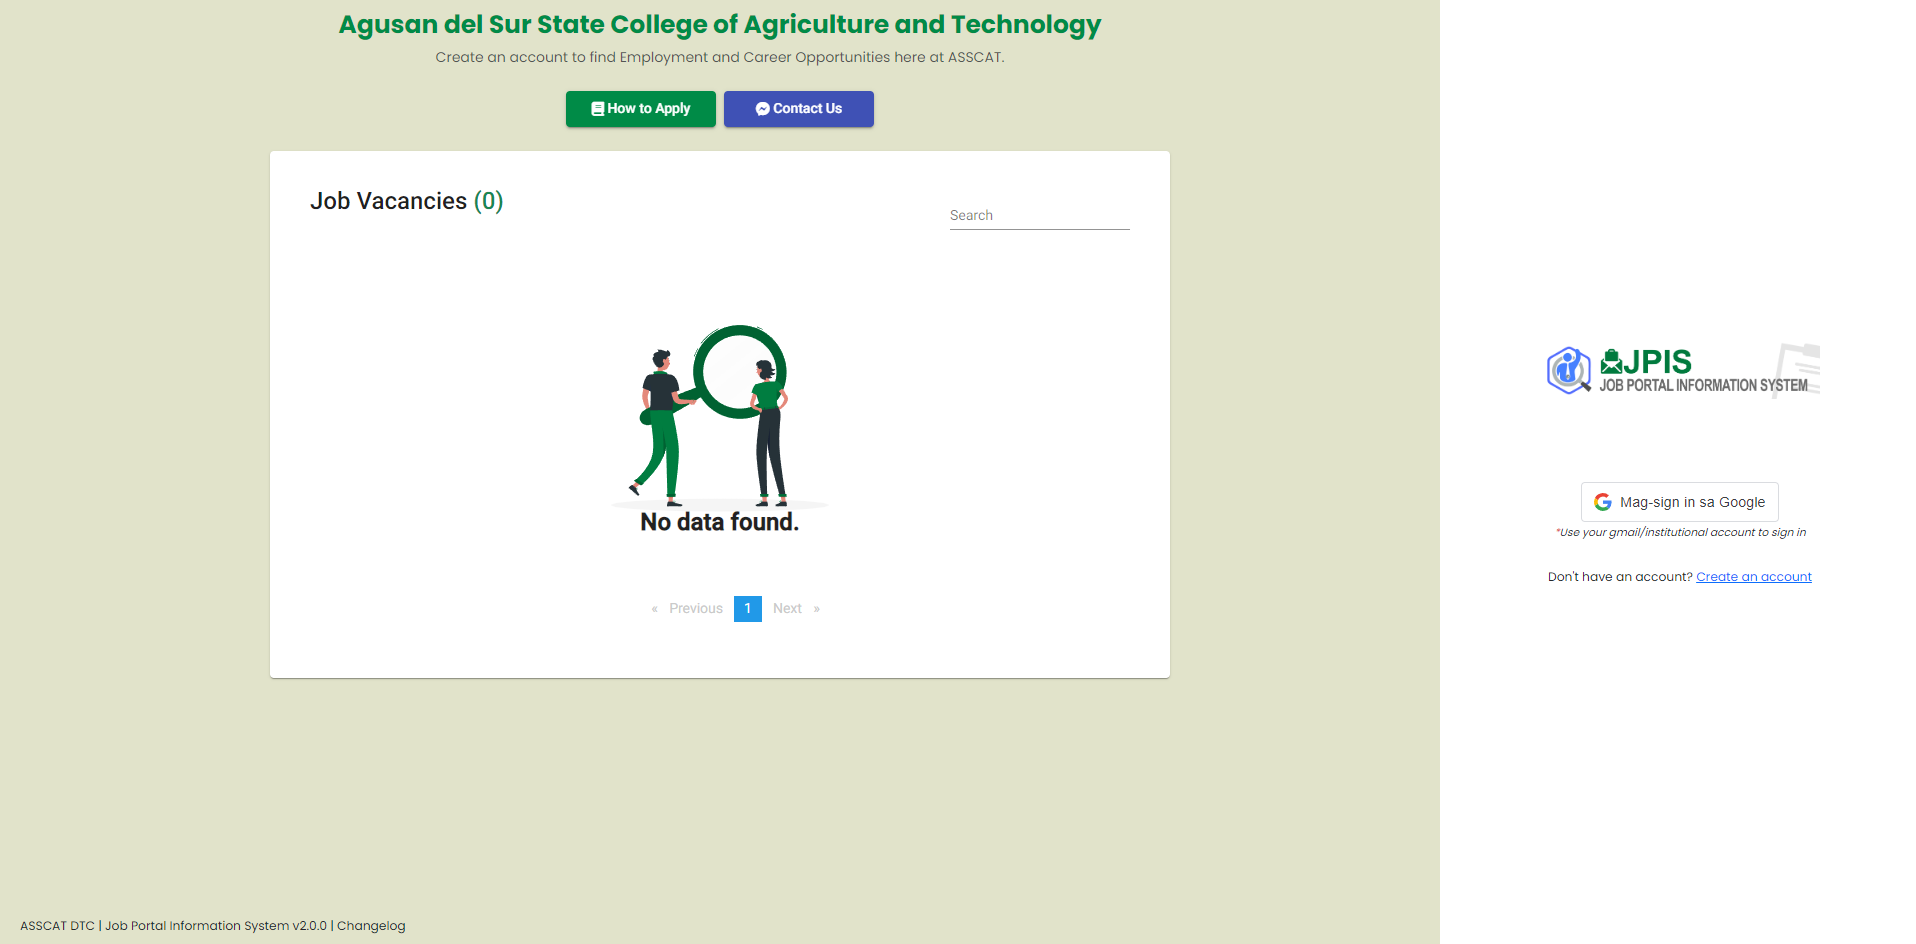 Agusan del Sur State College of Agriculture and Technology
Create an account to find Employment and Career Opportunities here at ASSCAT.
How to Apply
Contact Us
Job Vacancies (0)
Search
No data found.
« Previous 1 Next »
JPIS
JOB PORTAL INFORMATION SYSTEM
Mag-sign in sa Google
*Use your gmail/institutional account to sign in
Don't have an account? Create an account
ASSCAT DTC | Job Portal Information System v2.0.0 | Changelog